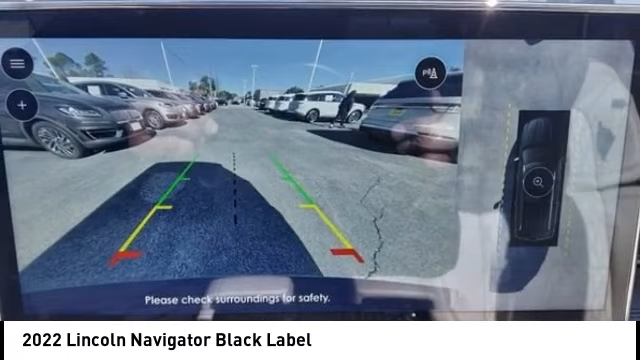 Please check surroundings for safety.
2022 Lincoln Navigator Black Label